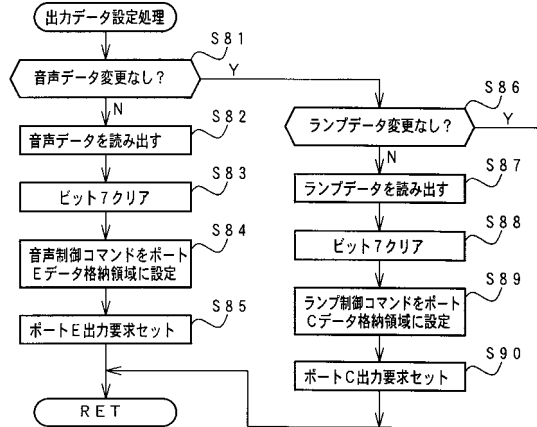 出力データ設定処理
S81
音声データ変更なし？
Y
N
S82
音声データを読み出す
S83
ビット7クリア
S84
音声制御コマンドをポート
Eデータ格納領域に設定
S85
ポートE出力要求セット
RET
S86
ランプデータ変更なし？
Y
N
S87
ランプデータを読み出す
S88
ビット7クリア
S89
ランプ制御コマンドをポート
Cデータ格納領域に設定
S90
ポートC出力要求セット